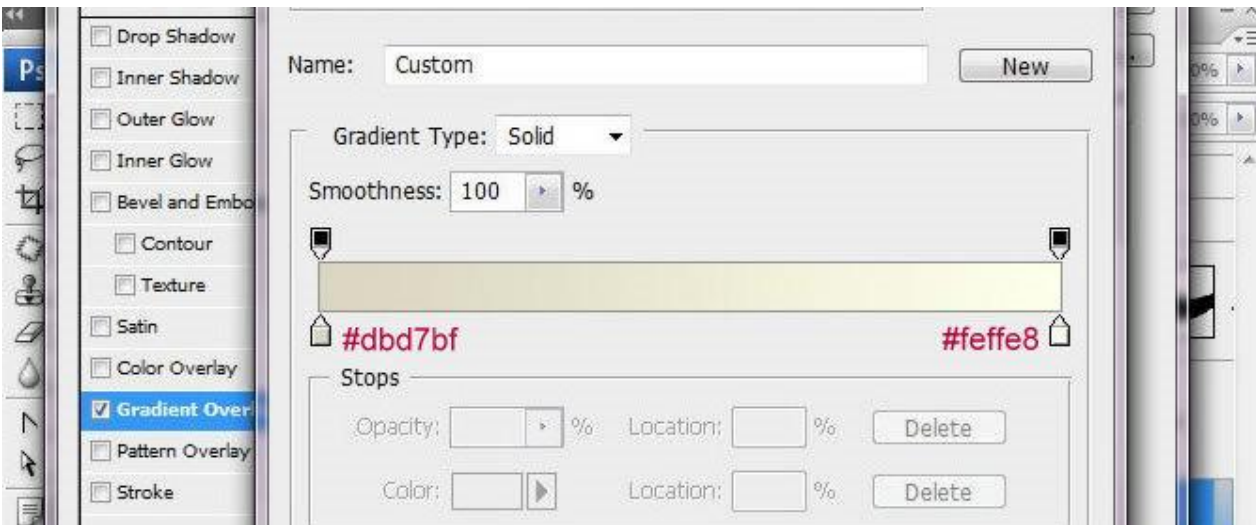 Ps
Drop Shadow
Inner Shadow
Outer Glow
Inner Glow
Bevel and Embo
Contour
Texture
Satin
Color Overlay
Gradient Over
Pattern Overlay
Stroke
Name: Custom New
Gradient Type: Solid
Smoothness: 100 %
#dbd7bf #feffe8
Stops
Opacity: % Location: % Delete
Color: Location: % Delete
0%
0%